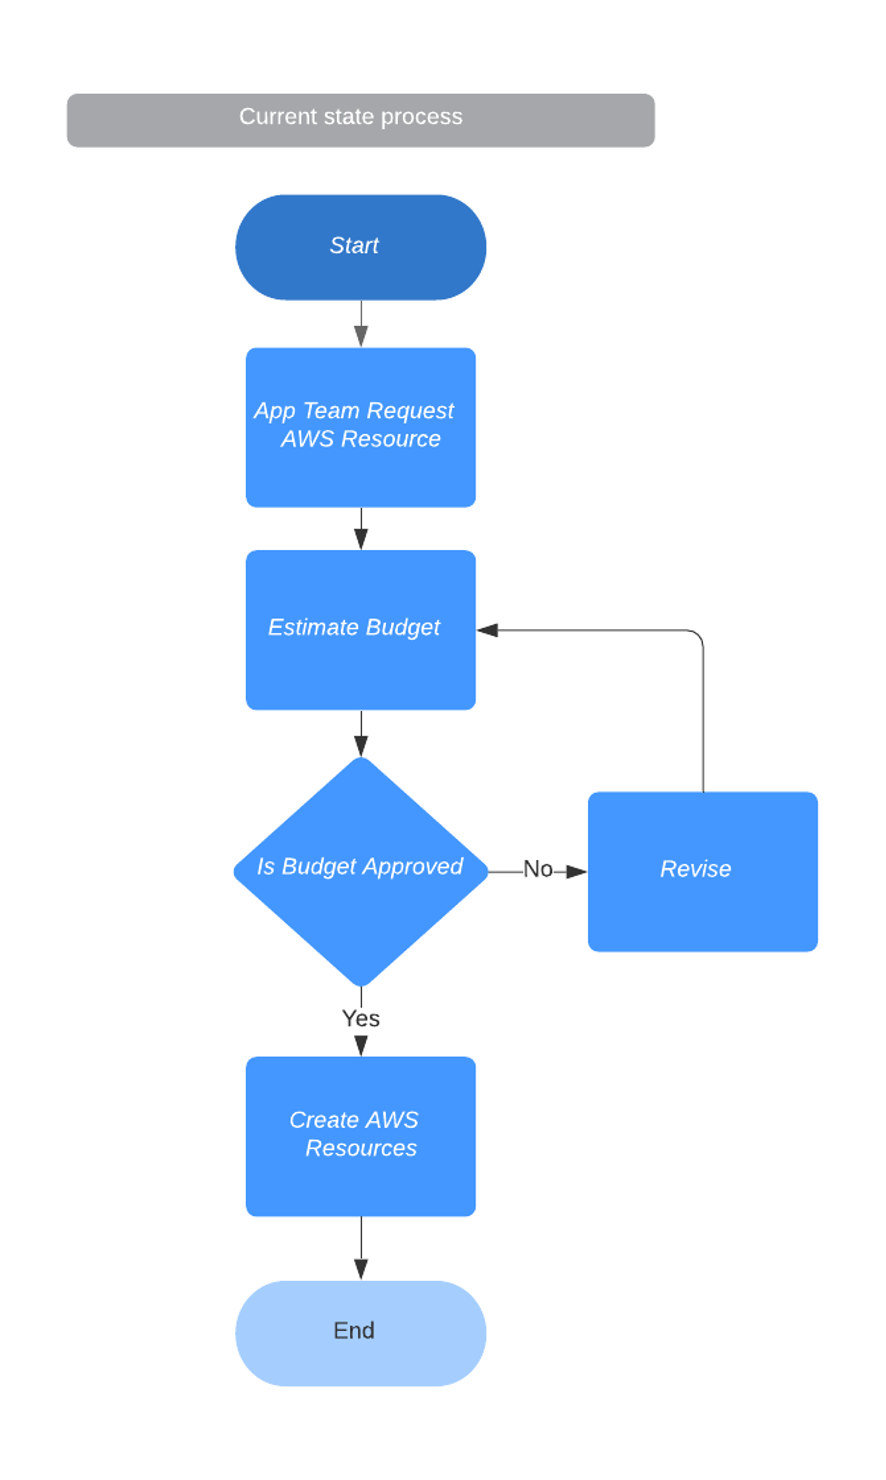 Current state process
Start
App Team Request
AWS Resource
Estimate Budget
Is Budget Approved
No
Revise
Yes
Create AWS
Resources
End